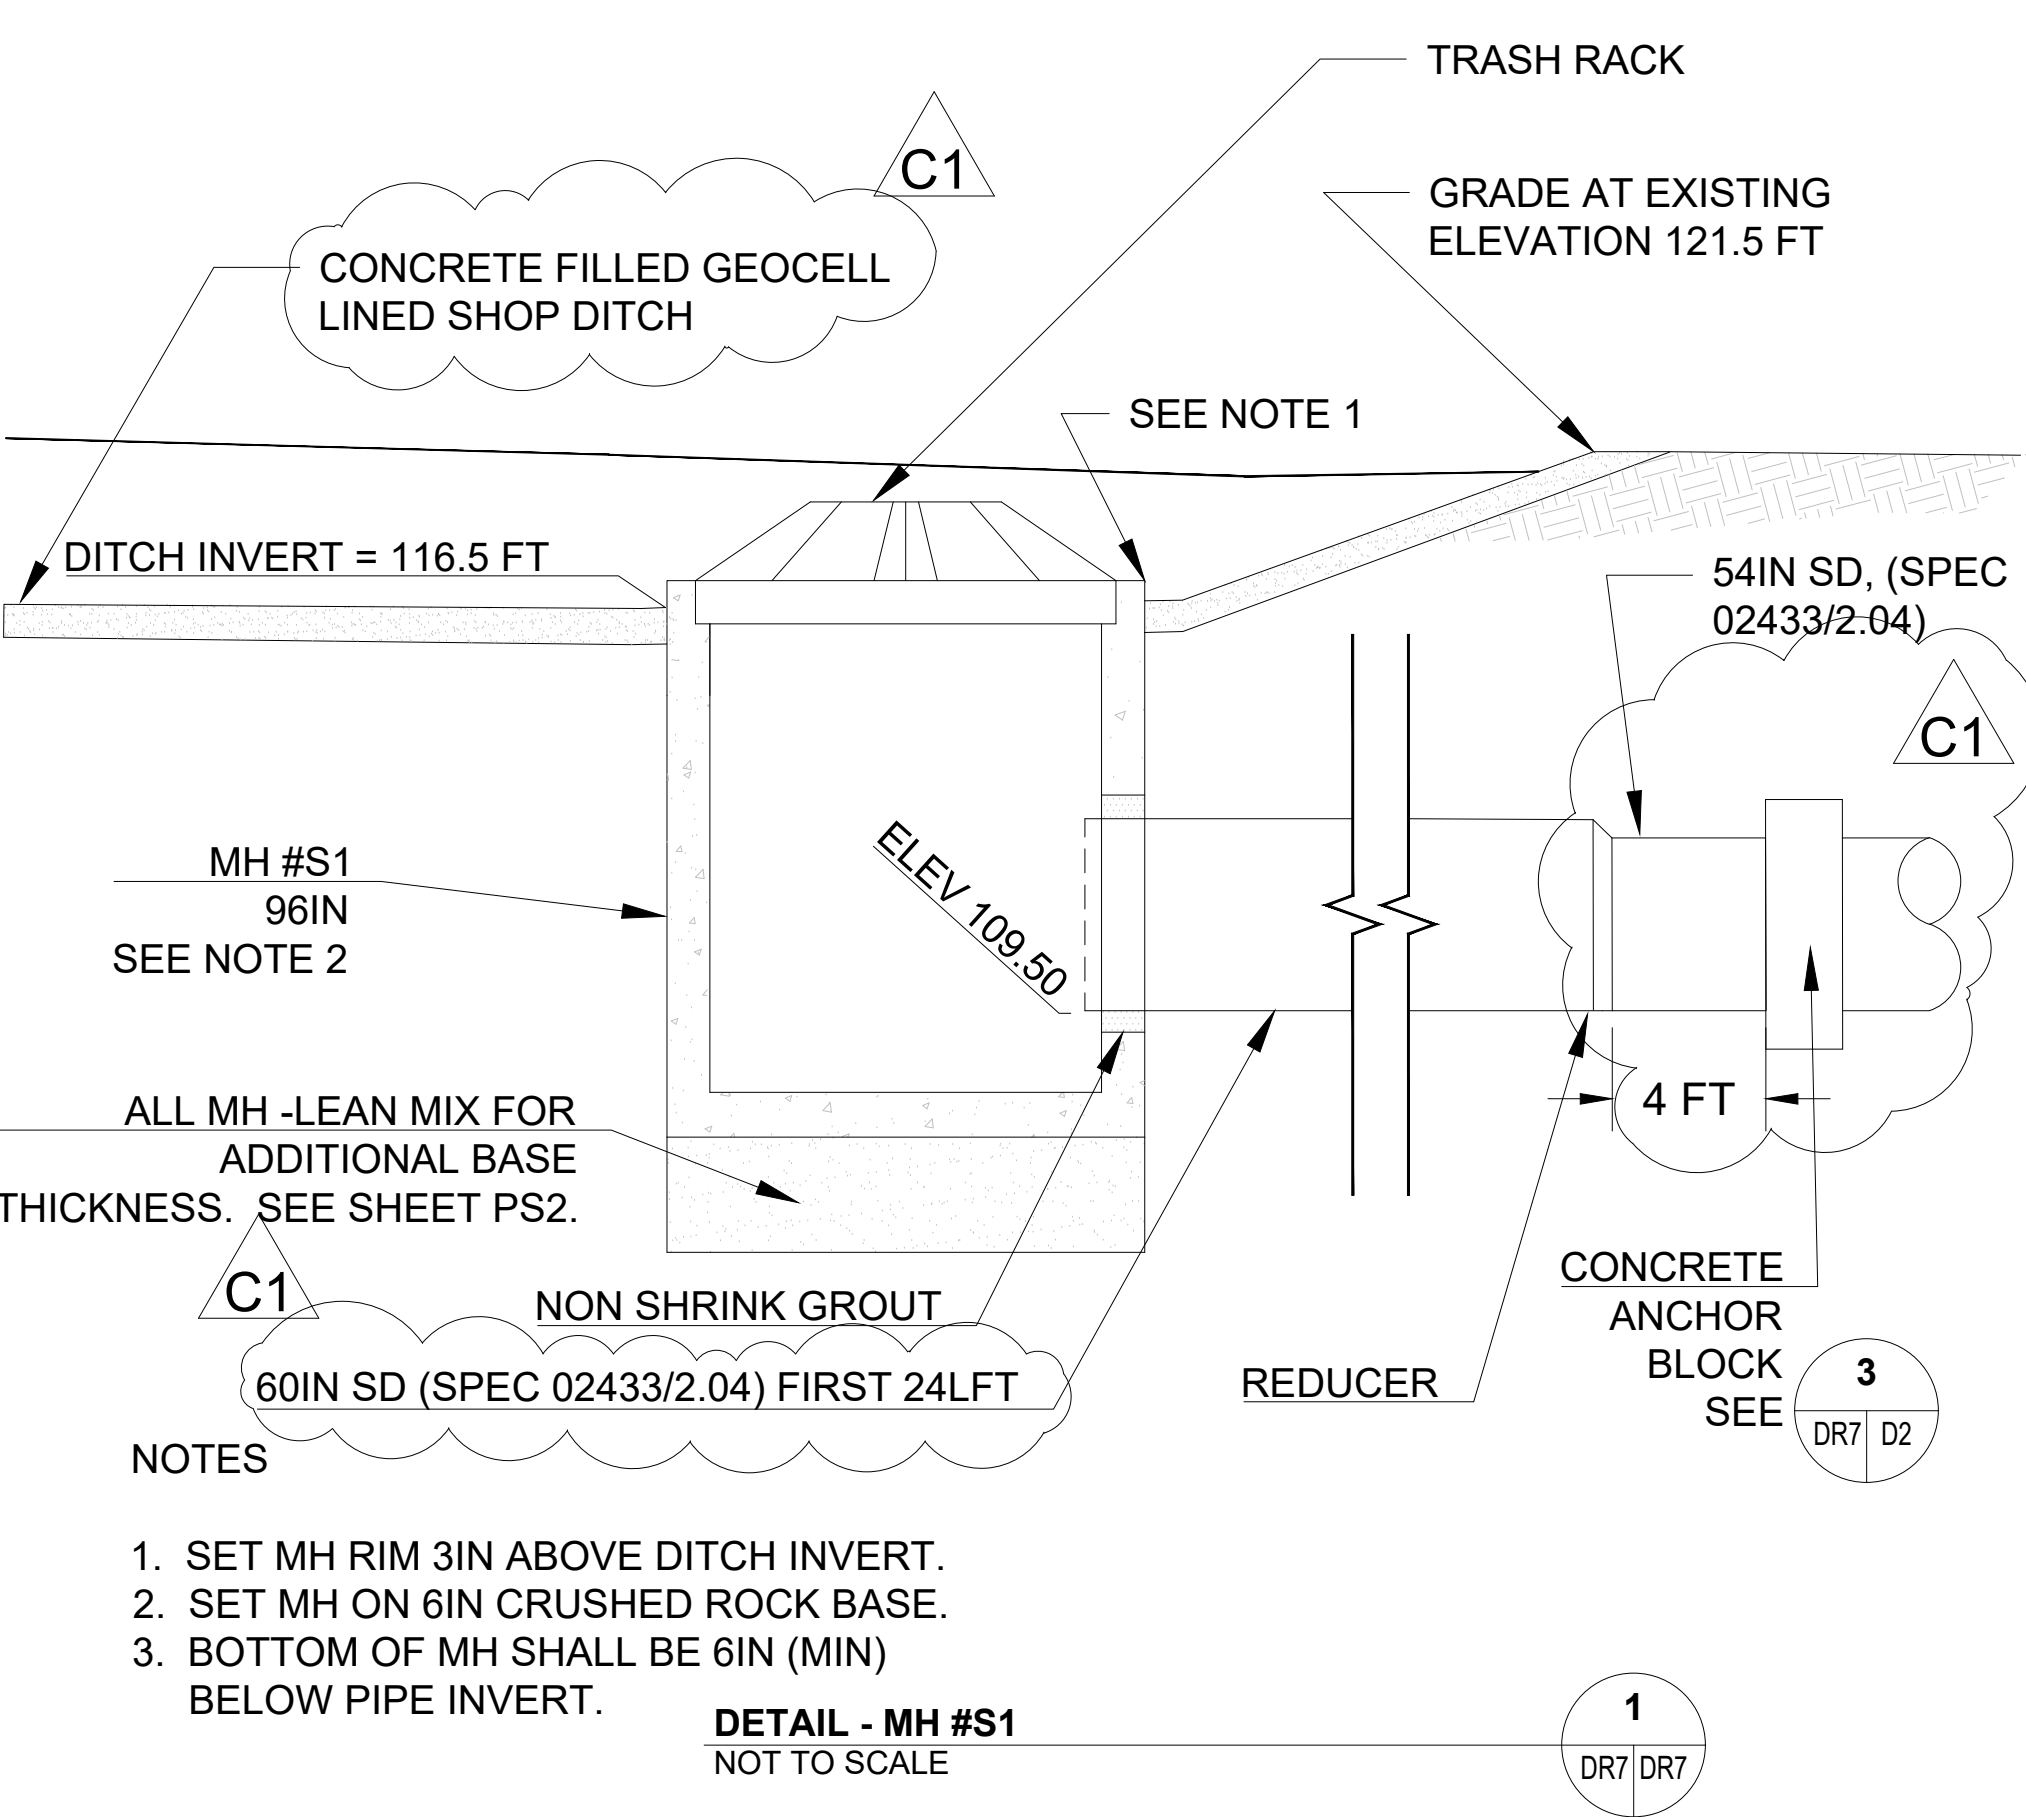 TRASH RACK
C1
GRADE AT EXISTING
ELEVATION 121.5 FT
CONCRETE FILLED GEOCELL
LINED SHOP DITCH
SEE NOTE 1
DITCH INVERT = 116.5 FT
54IN SD, (SPEC
02433/2.04)
C1
ELEV 109.50
MH #S1
96IN
SEE NOTE 2
4 FT
ALL MH -LEAN MIX FOR
ADDITIONAL BASE
THICKNESS. SEE SHEET PS2.
C1
NON SHRINK GROUT
60IN SD (SPEC 02433/2.04) FIRST 24LFT
REDUCER
CONCRETE
ANCHOR
BLOCK
SEE
3
DR7 D2
NOTES
1. SET MH RIM 3IN ABOVE DITCH INVERT.
2. SET MH ON 6IN CRUSHED ROCK BASE.
3. BOTTOM OF MH SHALL BE 6IN (MIN)
BELOW PIPE INVERT.
DETAIL - MH #S1
NOT TO SCALE
1
DR7 DR7